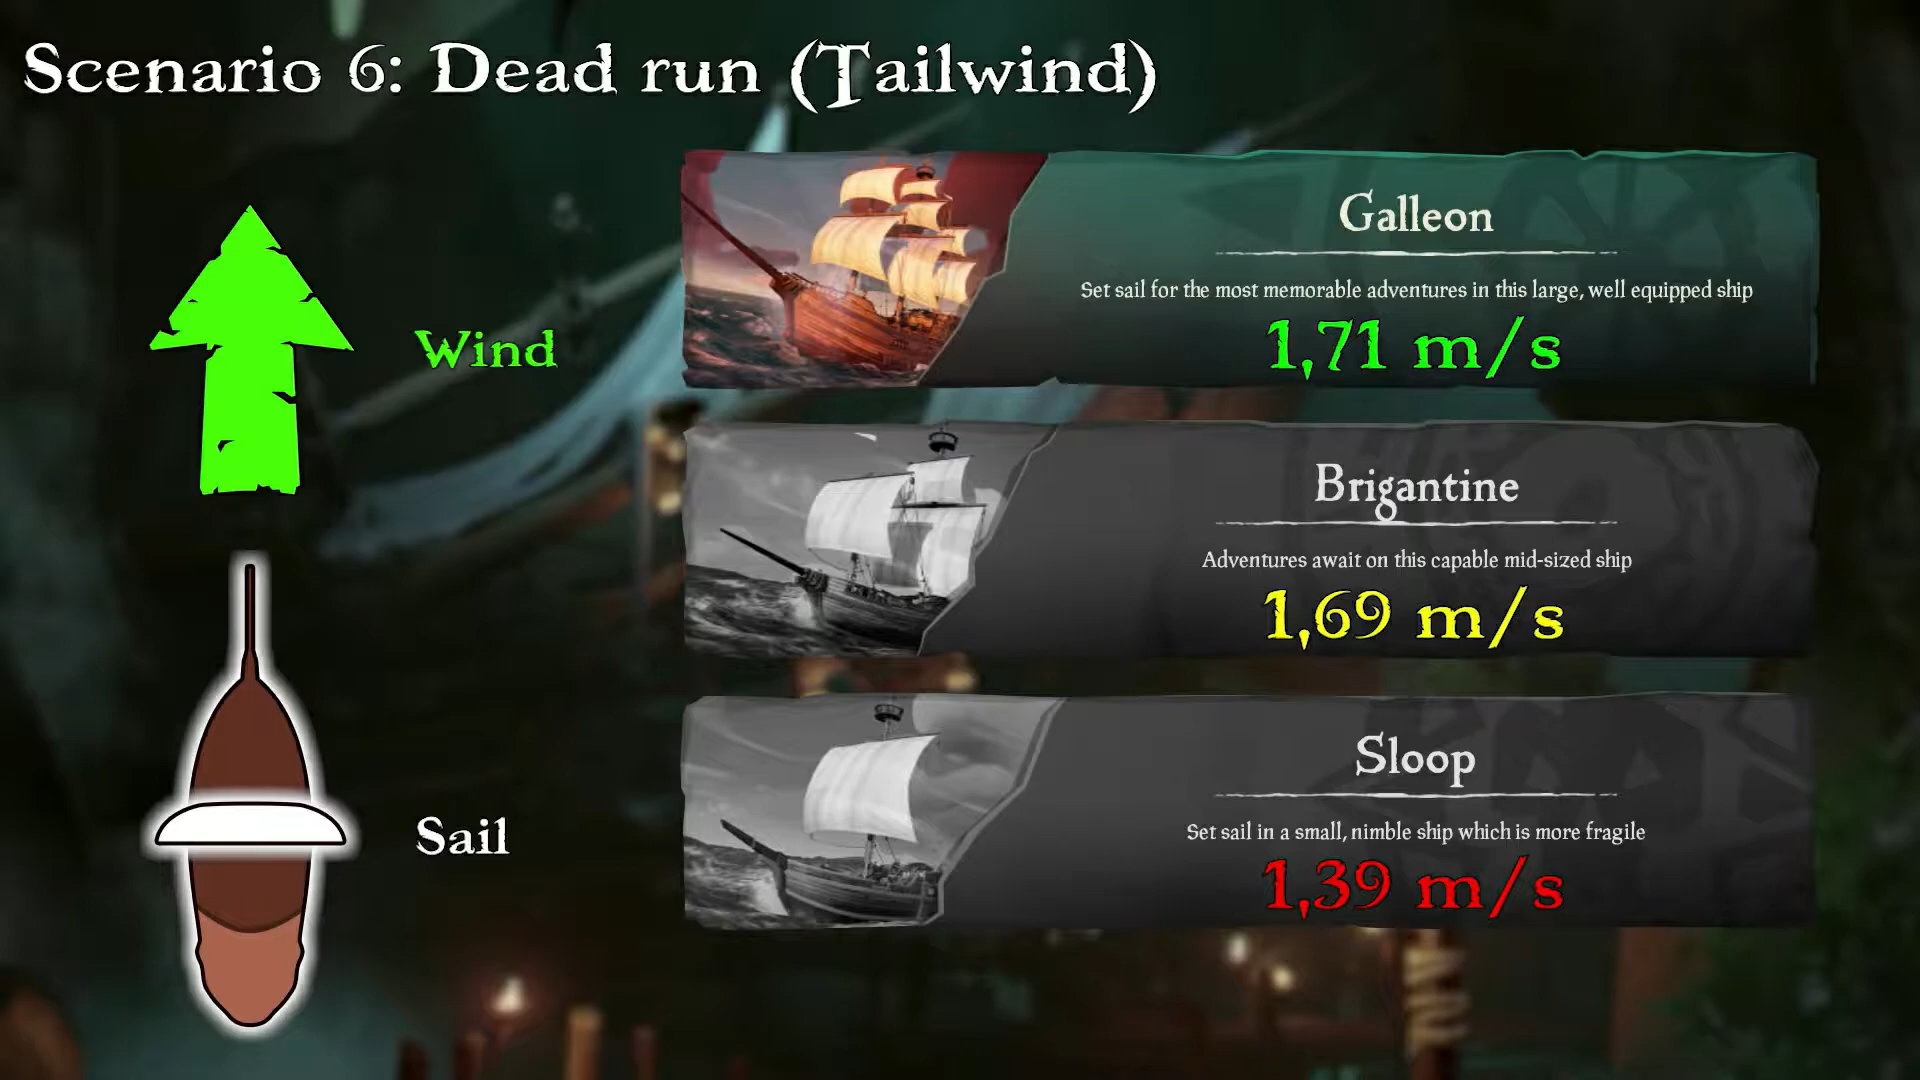 Scenario 6: Dead run (Tailwind)
Wind
Sail
Galleon
Set sail for the most memorable adventures in this large, well equipped ship
1,71 m/s
Brigantine
Adventures await on this capable mid-sized ship
1,69 m/s
Sloop
Set sail in a small, nimble ship which is more fragile
1,39 m/s